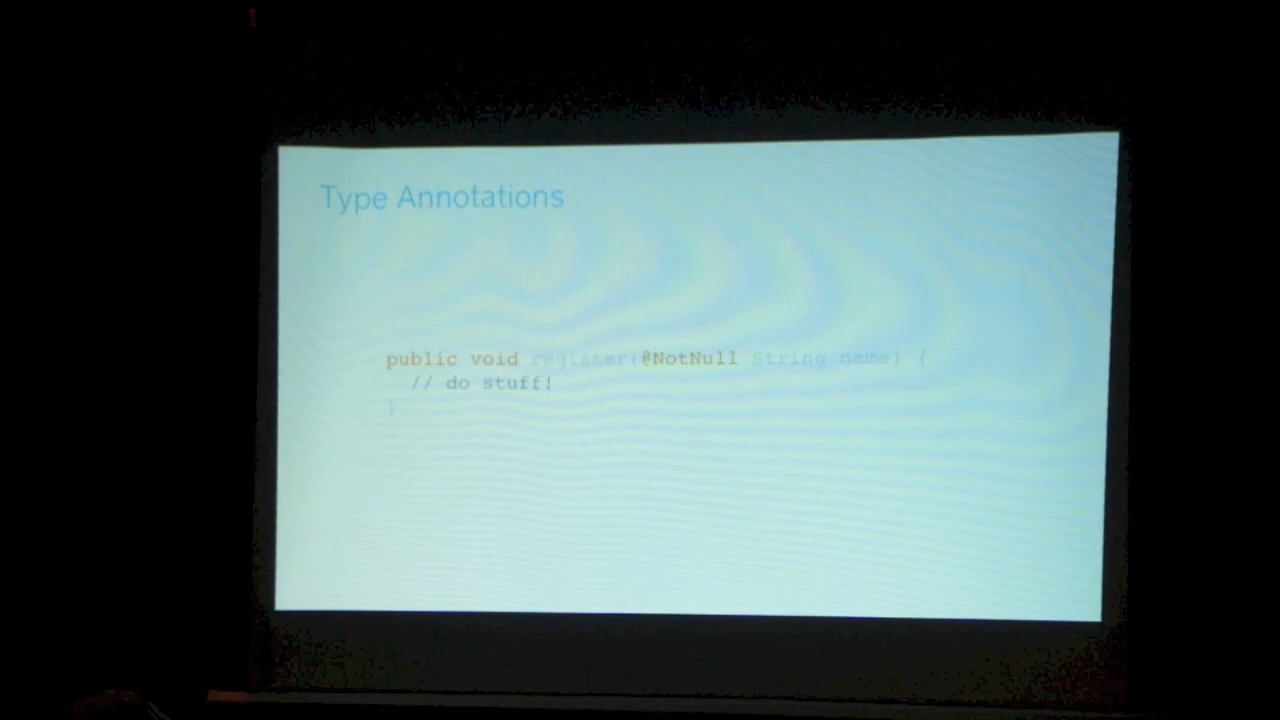 Type Annotations
public void register(@NotNull String name) {
// do stuff!
}